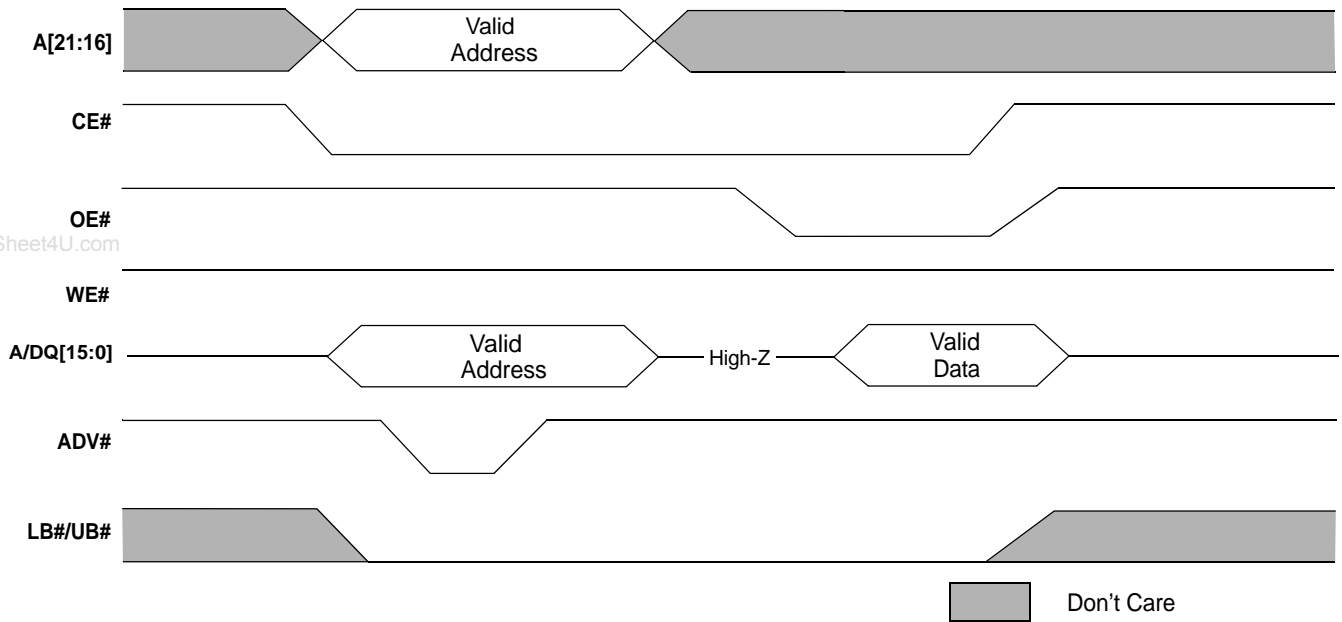 A[21:16]
Valid
Address
CE#
OE#
Sheet4U.com
WE#
A/DQ[15:0]
Valid
Address
High-Z
Valid
Data
ADV#
LB#/UB#
Don't Care